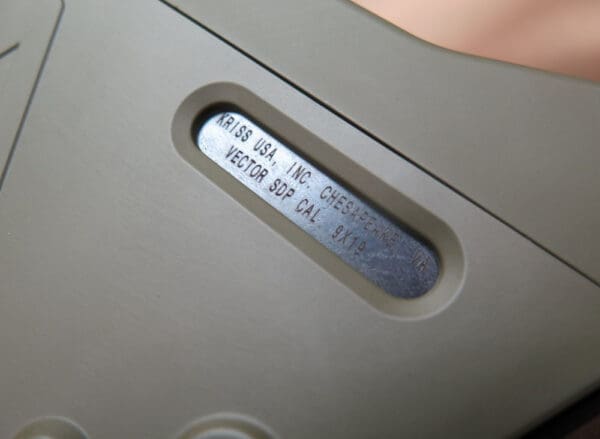 KRISS USA, INC. CHESAPEAKE, VA
VECTOR SDP CAL 9X19